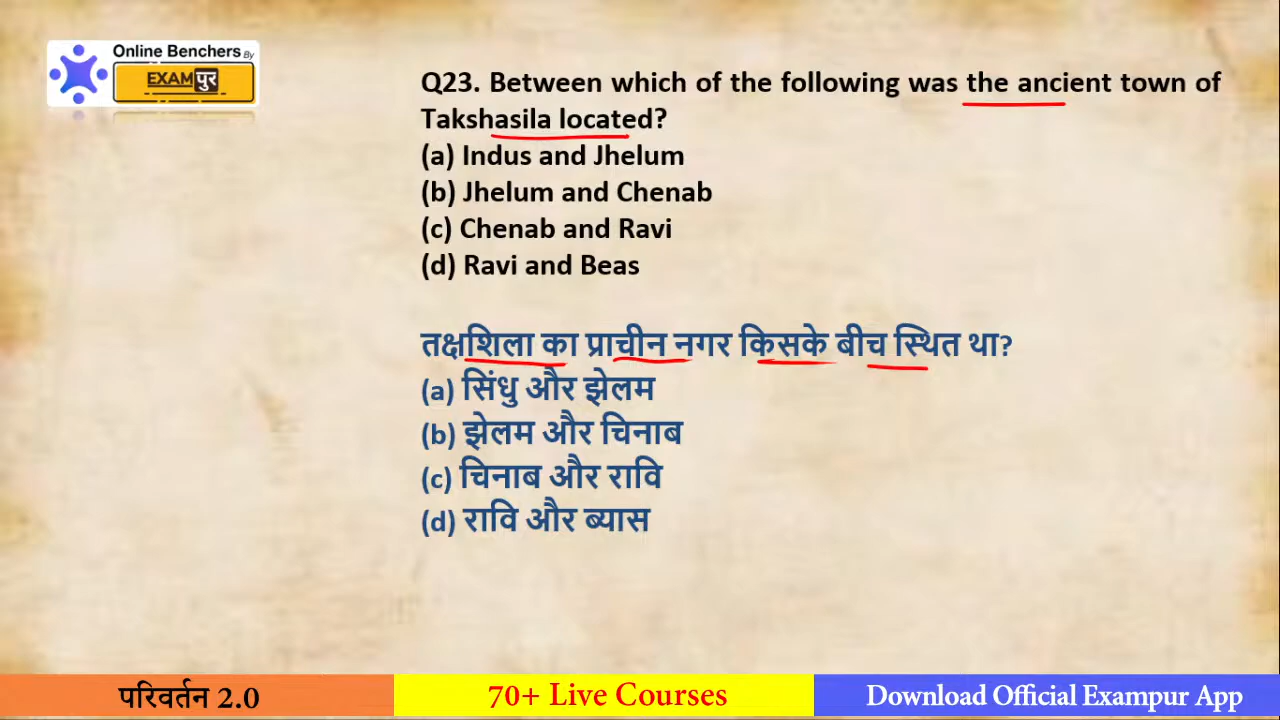 Online Benchers By
EXAMपुर
Q23. Between which of the following was the ancient town of
Takshasila located?
(a) Indus and Jhelum
(b) Jhelum and Chenab
(c) Chenab and Ravi
(d) Ravi and Beas
तक्षशिला का प्राचीन नगर किसके बीच स्थित था?
(a) सिंधु और झेलम
(b) झेलम और चिनाब
(c) चिनाब और रावि
(d) रावि और ब्यास
परिवर्तन 2.0
70+ Live Courses
Download Official Exampur App